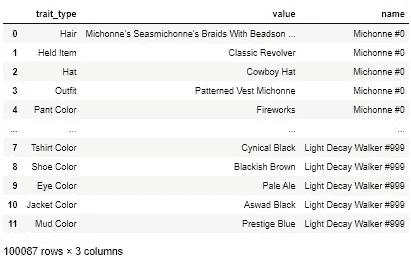 trait_type value name
0 Hair Michonne's Seasmichonne's Braids With Beadson ... Michonne #0
1 Held Item Classic Revolver Michonne #0
2 Hat Cowboy Hat Michonne #0
3 Outfit Patterned Vest Michonne Michonne #0
4 Pant Color Fireworks Michonne #0
... ... ... ...
7 Tshirt Color Cynical Black Light Decay Walker #999
8 Shoe Color Blackish Brown Light Decay Walker #999
9 Eye Color Pale Ale Light Decay Walker #999
10 Jacket Color Aswad Black Light Decay Walker #999
11 Mud Color Prestige Blue Light Decay Walker #999
100087 rows × 3 columns